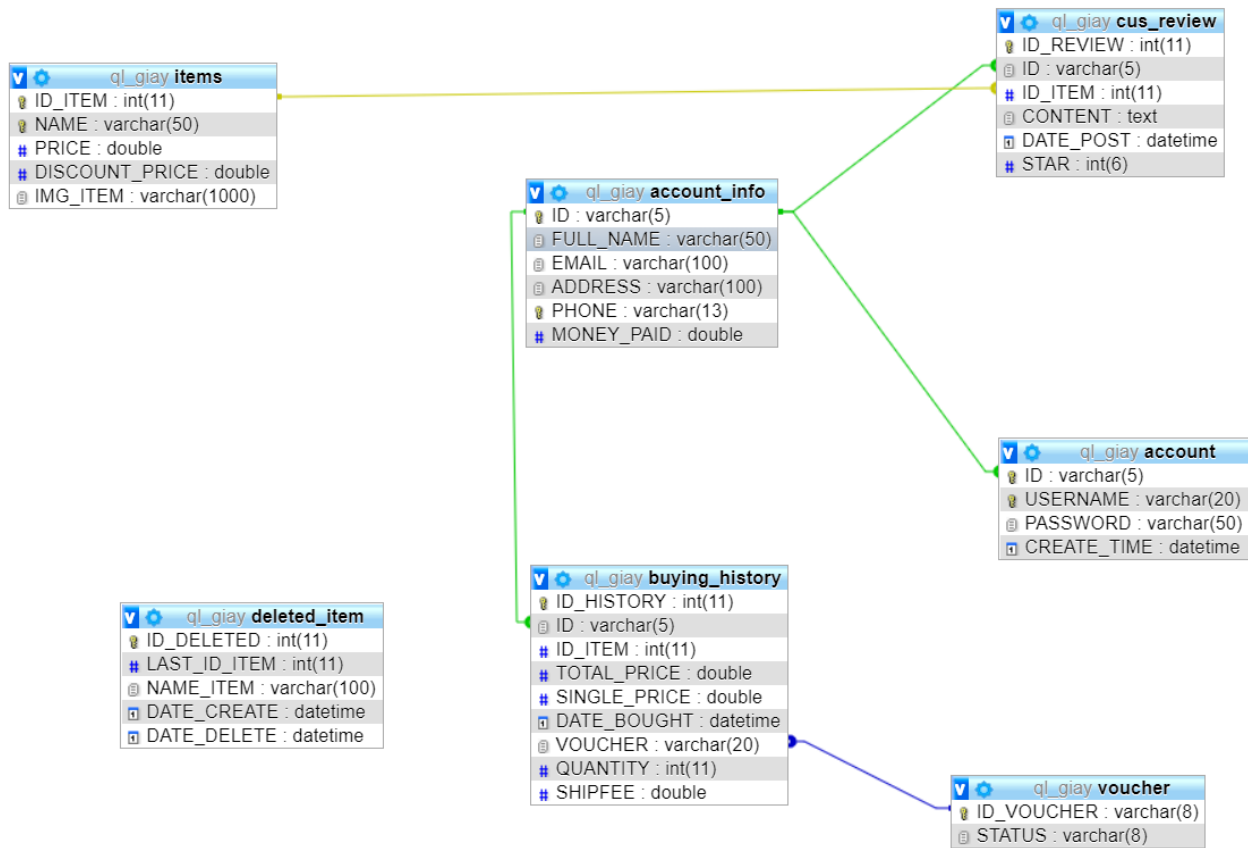 ql_giay items
ID_ITEM : int(11)
NAME : varchar(50)
PRICE : double
DISCOUNT_PRICE : double
IMG_ITEM : varchar(1000)
ql_giay cus_review
ID_REVIEW : int(11)
ID : varchar(5)
ID_ITEM : int(11)
CONTENT : text
DATE_POST : datetime
STAR : int(6)
ql_giay account_info
ID : varchar(5)
FULL_NAME : varchar(50)
EMAIL : varchar(100)
ADDRESS : varchar(100)
PHONE : varchar(13)
MONEY_PAID : double
ql_giay account
ID : varchar(5)
USERNAME : varchar(20)
PASSWORD : varchar(50)
CREATE_TIME : datetime
ql_giay deleted_item
ID_DELETED : int(11)
LAST_ID_ITEM : int(11)
NAME_ITEM : varchar(100)
DATE_CREATE : datetime
DATE_DELETE : datetime
ql_giay buying_history
ID_HISTORY : int(11)
ID : varchar(5)
ID_ITEM : int(11)
TOTAL_PRICE : double
SINGLE_PRICE : double
DATE_BOUGHT : datetime
VOUCHER : varchar(20)
QUANTITY : int(11)
SHIPFEE : double
ql_giay voucher
ID_VOUCHER : varchar(8)
STATUS : varchar(8)